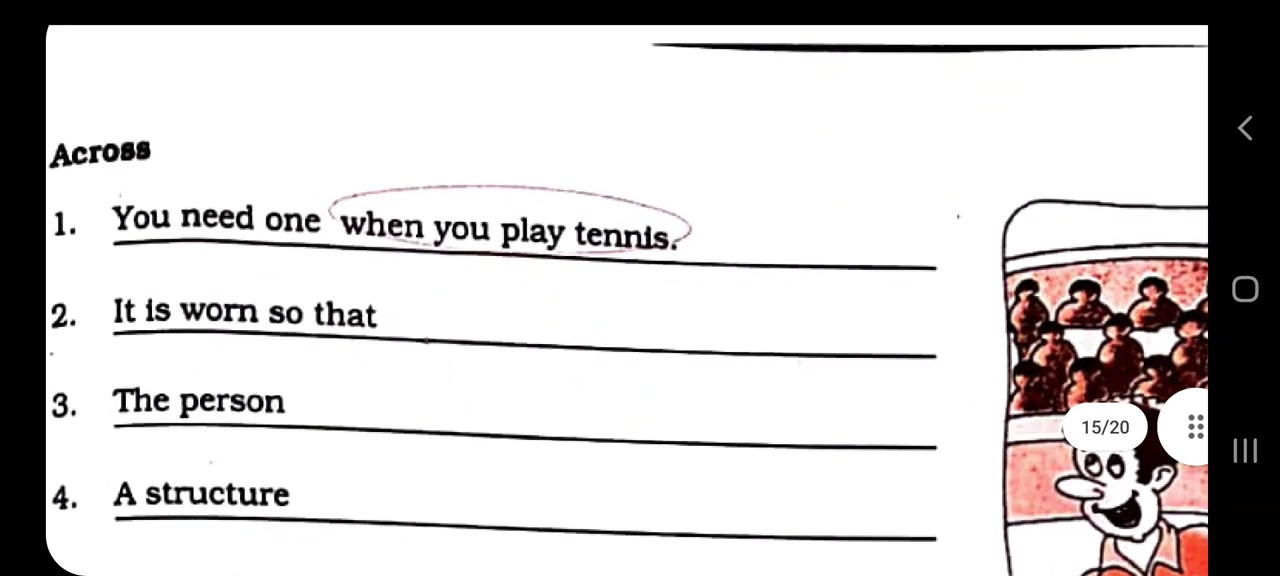 Across
1. You need one when you play tennis.
2. It is worn so that
3. The person
15/20
4. A structure